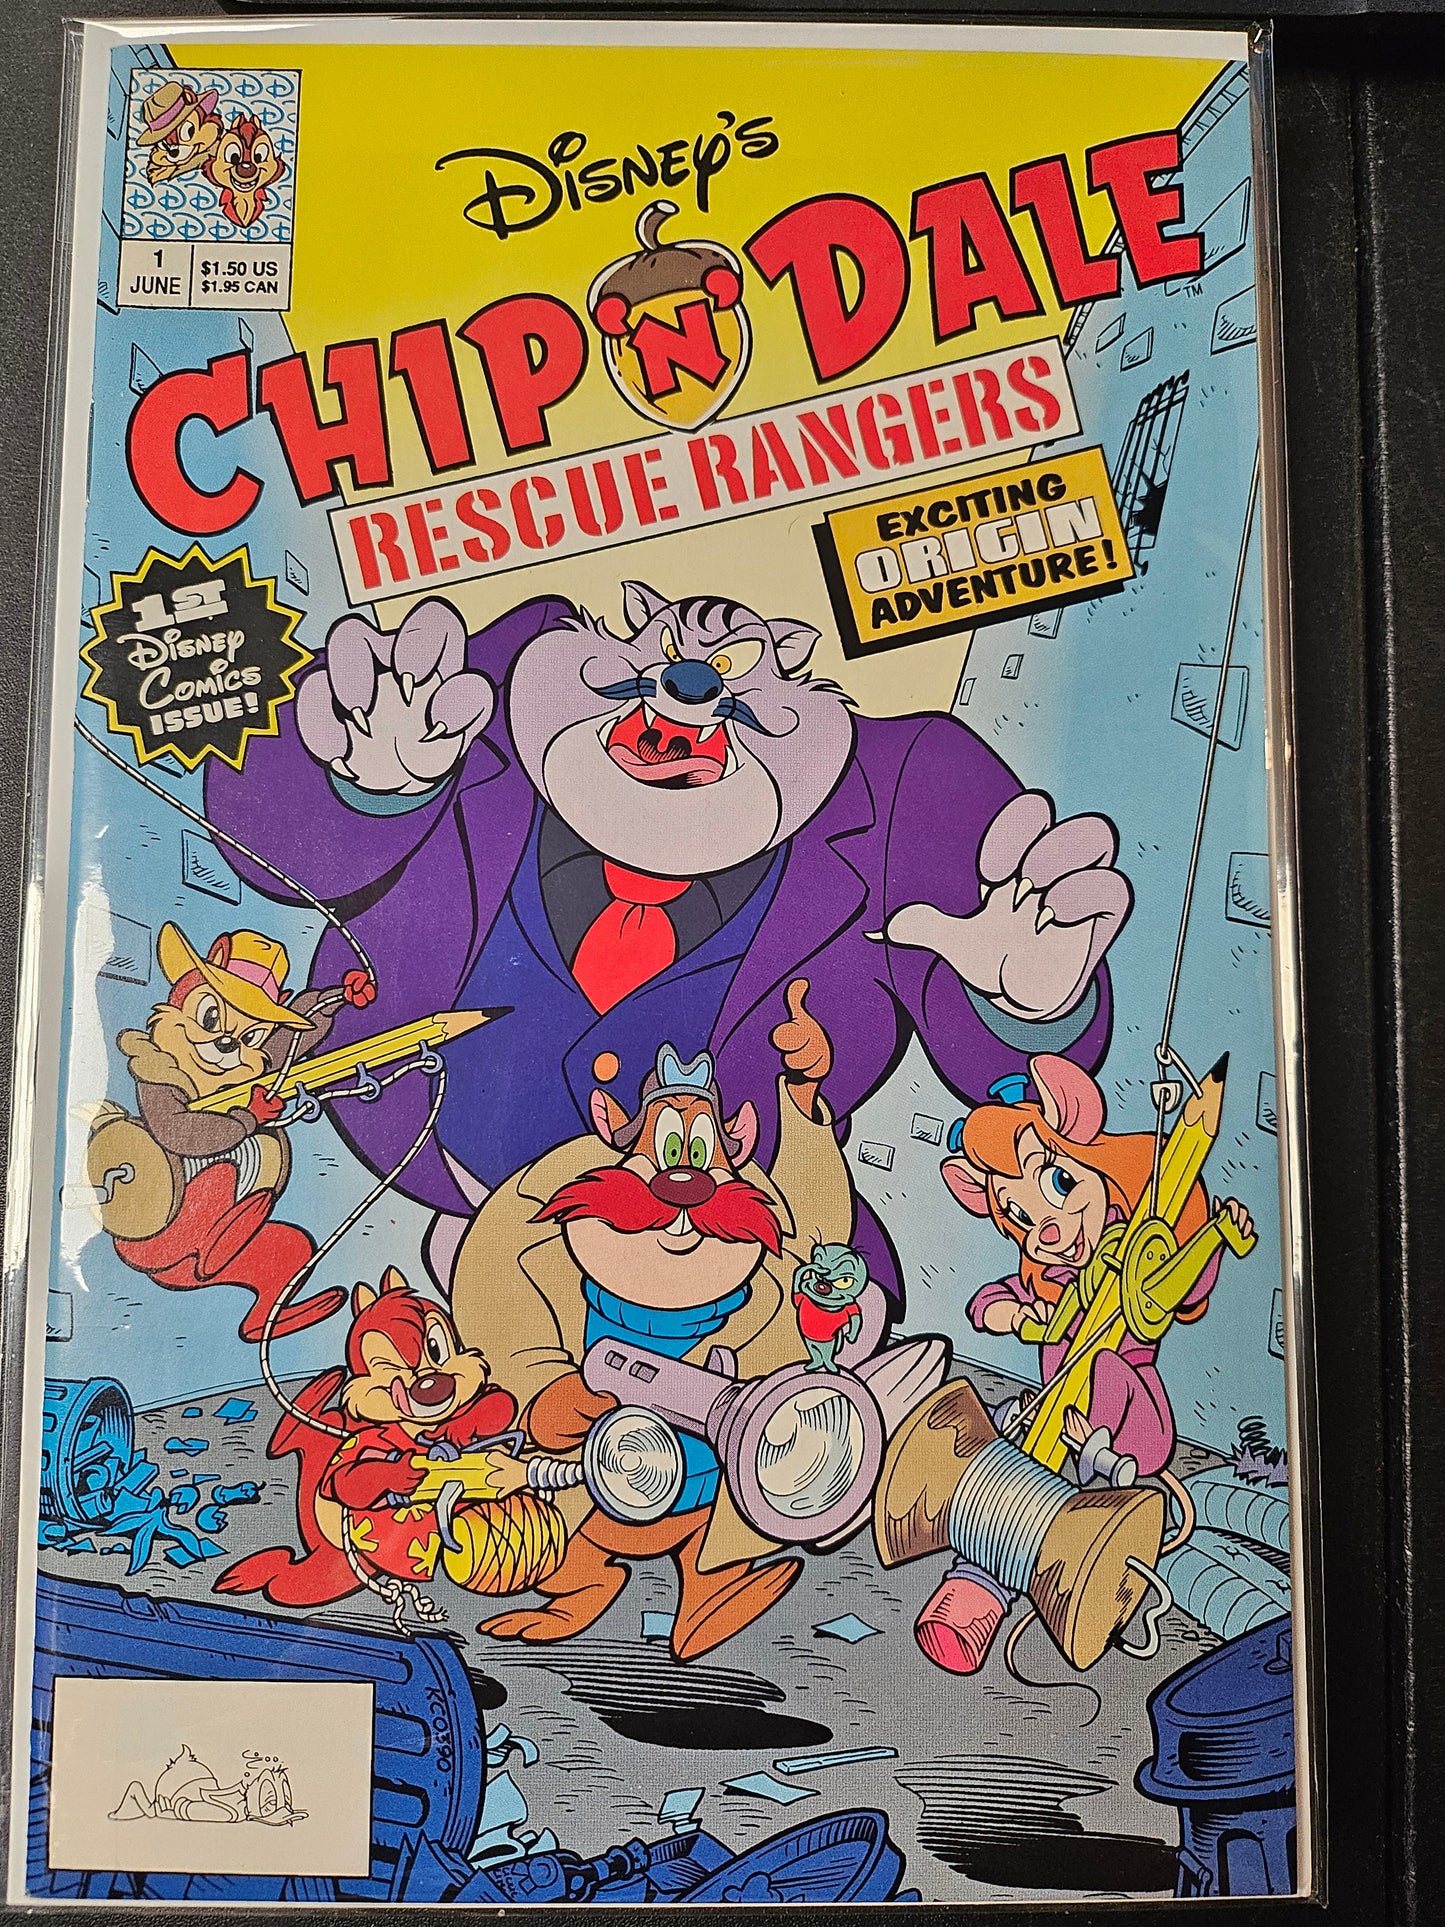 1
JUNE
$1.50 US
$1.95 CAN
DISNEY'S
CHIP 'N' DALE
TM
RESCUE RANGERS
EXCITING
ORIGIN
ADVENTURE!
1ST
DISNEY
COMICS
ISSUE!